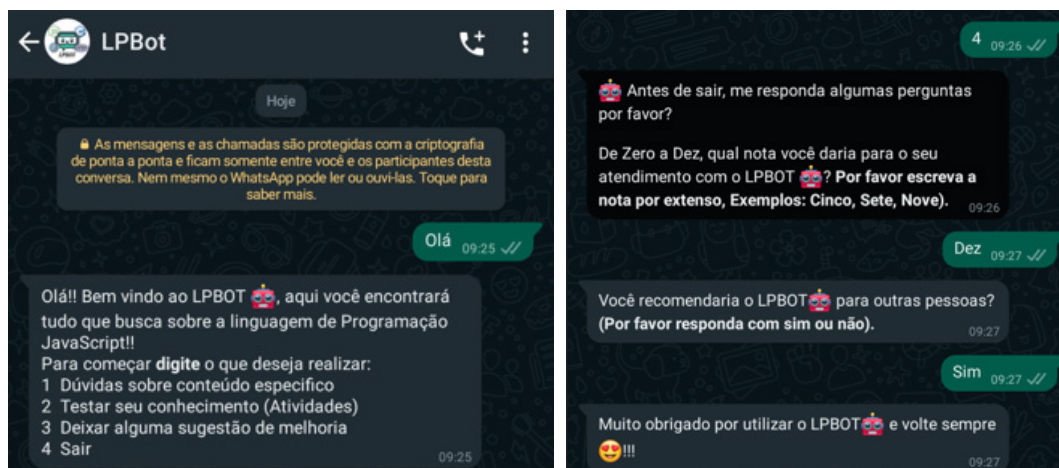 LPBot
Hoje
As mensagens e as chamadas são protegidas com a criptografia
de ponta a ponta e ficam somente entre você e os participantes desta
conversa. Nem mesmo o WhatsApp pode ler ou ouvi-las. Toque para
saber mais.
Olá 09:25
Olá!! Bem vindo ao LPBOT 🤖, aqui você encontrará
tudo que busca sobre a linguagem de Programação
JavaScript!!
Para começar digite o que deseja realizar:
1 Dúvidas sobre conteúdo especifico
2 Testar seu conhecimento (Atividades)
3 Deixar alguma sugestão de melhoria
4 Sair
09:25
4 09:26
🤖 Antes de sair, me responda algumas perguntas
por favor?
De Zero a Dez, qual nota você daria para o seu
atendimento com o LPBOT 🤖? Por favor escreva a
nota por extenso, Exemplos: Cinco, Sete, Nove).
09:26
Dez 09:27
Você recomendaria o LPBOT🤖 para outras pessoas?
(Por favor responda com sim ou não).
09:27
Sim 09:27
Muito obrigado por utilizar o LPBOT🤖 e volte sempre
😍!!!
09:27